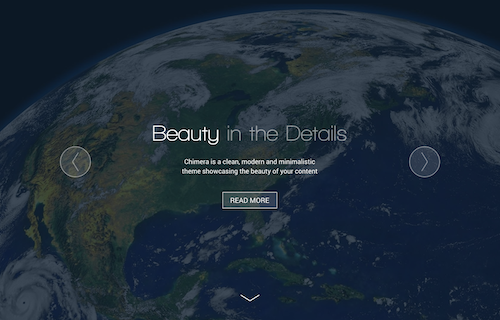 Beauty in the Details
Chimera is a clean, modern and minimalistic
theme showcasing the beauty of your content
READ MORE